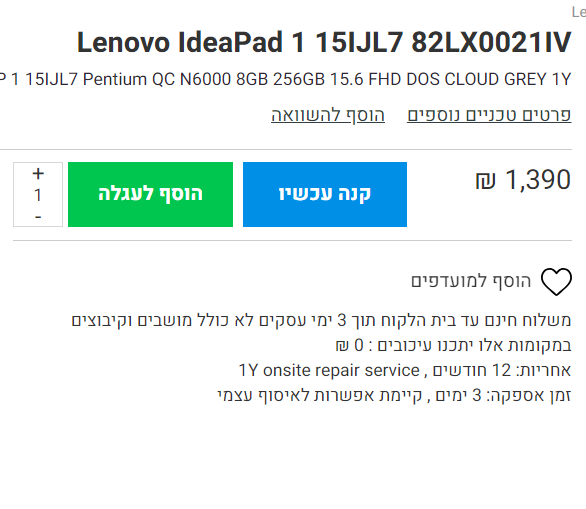 Le
Lenovo IdeaPad 1 15IJL7 82LX0021IV
P 1 15IJL7 Pentium QC N6000 8GB 256GB 15.6 FHD DOS CLOUD GREY 1Y
פרטים טכניים נוספים הוסף להשוואה
1,390 ₪
קנה עכשיו
הוסף לעגלה
+
1
-
הוסף למועדפים
משלוח חינם עד בית הלקוח תוך 3 ימי עסקים לא כולל מושבים וקיבוצים
במקומות אלו יתכנו עיכובים : 0 ₪
אחריות: 12 חודשים , 1Y onsite repair service
זמן אספקה: 3 ימים , קיימת אפשרות לאיסוף עצמי